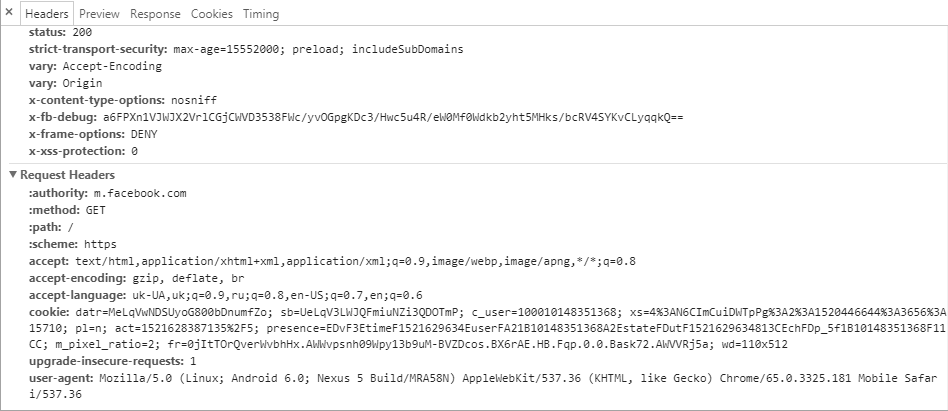 × Headers Preview Response Cookies Timing
status: 200
strict-transport-security: max-age=15552000; preload; includeSubDomains
vary: Accept-Encoding
vary: Origin
x-content-type-options: nosniff
x-fb-debug: a6FPXn1VJWJX2VrlCGjCWVD3538FWc/yvOGpgKDc3/Hwc5u4R/eW0Mf0Wdkb2yht5MHks/bcRV4SYKvCLyqqkQ==
x-frame-options: DENY
x-xss-protection: 0
Request Headers
:authority: m.facebook.com
:method: GET
:path: /
:scheme: https
accept: text/html,application/xhtml+xml,application/xml;q=0.9,image/webp,image/apng,*/*;q=0.8
accept-encoding: gzip, deflate, br
accept-language: uk-UA,uk;q=0.9,ru;q=0.8,en-US;q=0.7,en;q=0.6
cookie: datr=MeLqVwNDSUyoG800bDnumfZo; sb=UeLqV3LWJQFmiuNZi3QDOTmP; c_user=100010148351368; xs=4%3AN6CImCuiDWTpPg%3A2%3A1520446644%3A3656%3A
15710; pl=n; act=1521628387135%2F5; presence=EDvF3EtimeF1521629634EuserFA21B10148351368A2EstateFDutF1521629634813CEchFDp_5f1B10148351368F11
CC; m_pixel_ratio=2; fr=0jItTOrQverWvbhHx.AWWvpsnh09Wpy13b9uM-BVZDcos.BX6rAE.HB.Fqp.0.0.Bask72.AWVVRj5a; wd=110x512
upgrade-insecure-requests: 1
user-agent: Mozilla/5.0 (Linux; Android 6.0; Nexus 5 Build/MRA58N) AppleWebKit/537.36 (KHTML, like Gecko) Chrome/65.0.3325.181 Mobile Safar
i/537.36